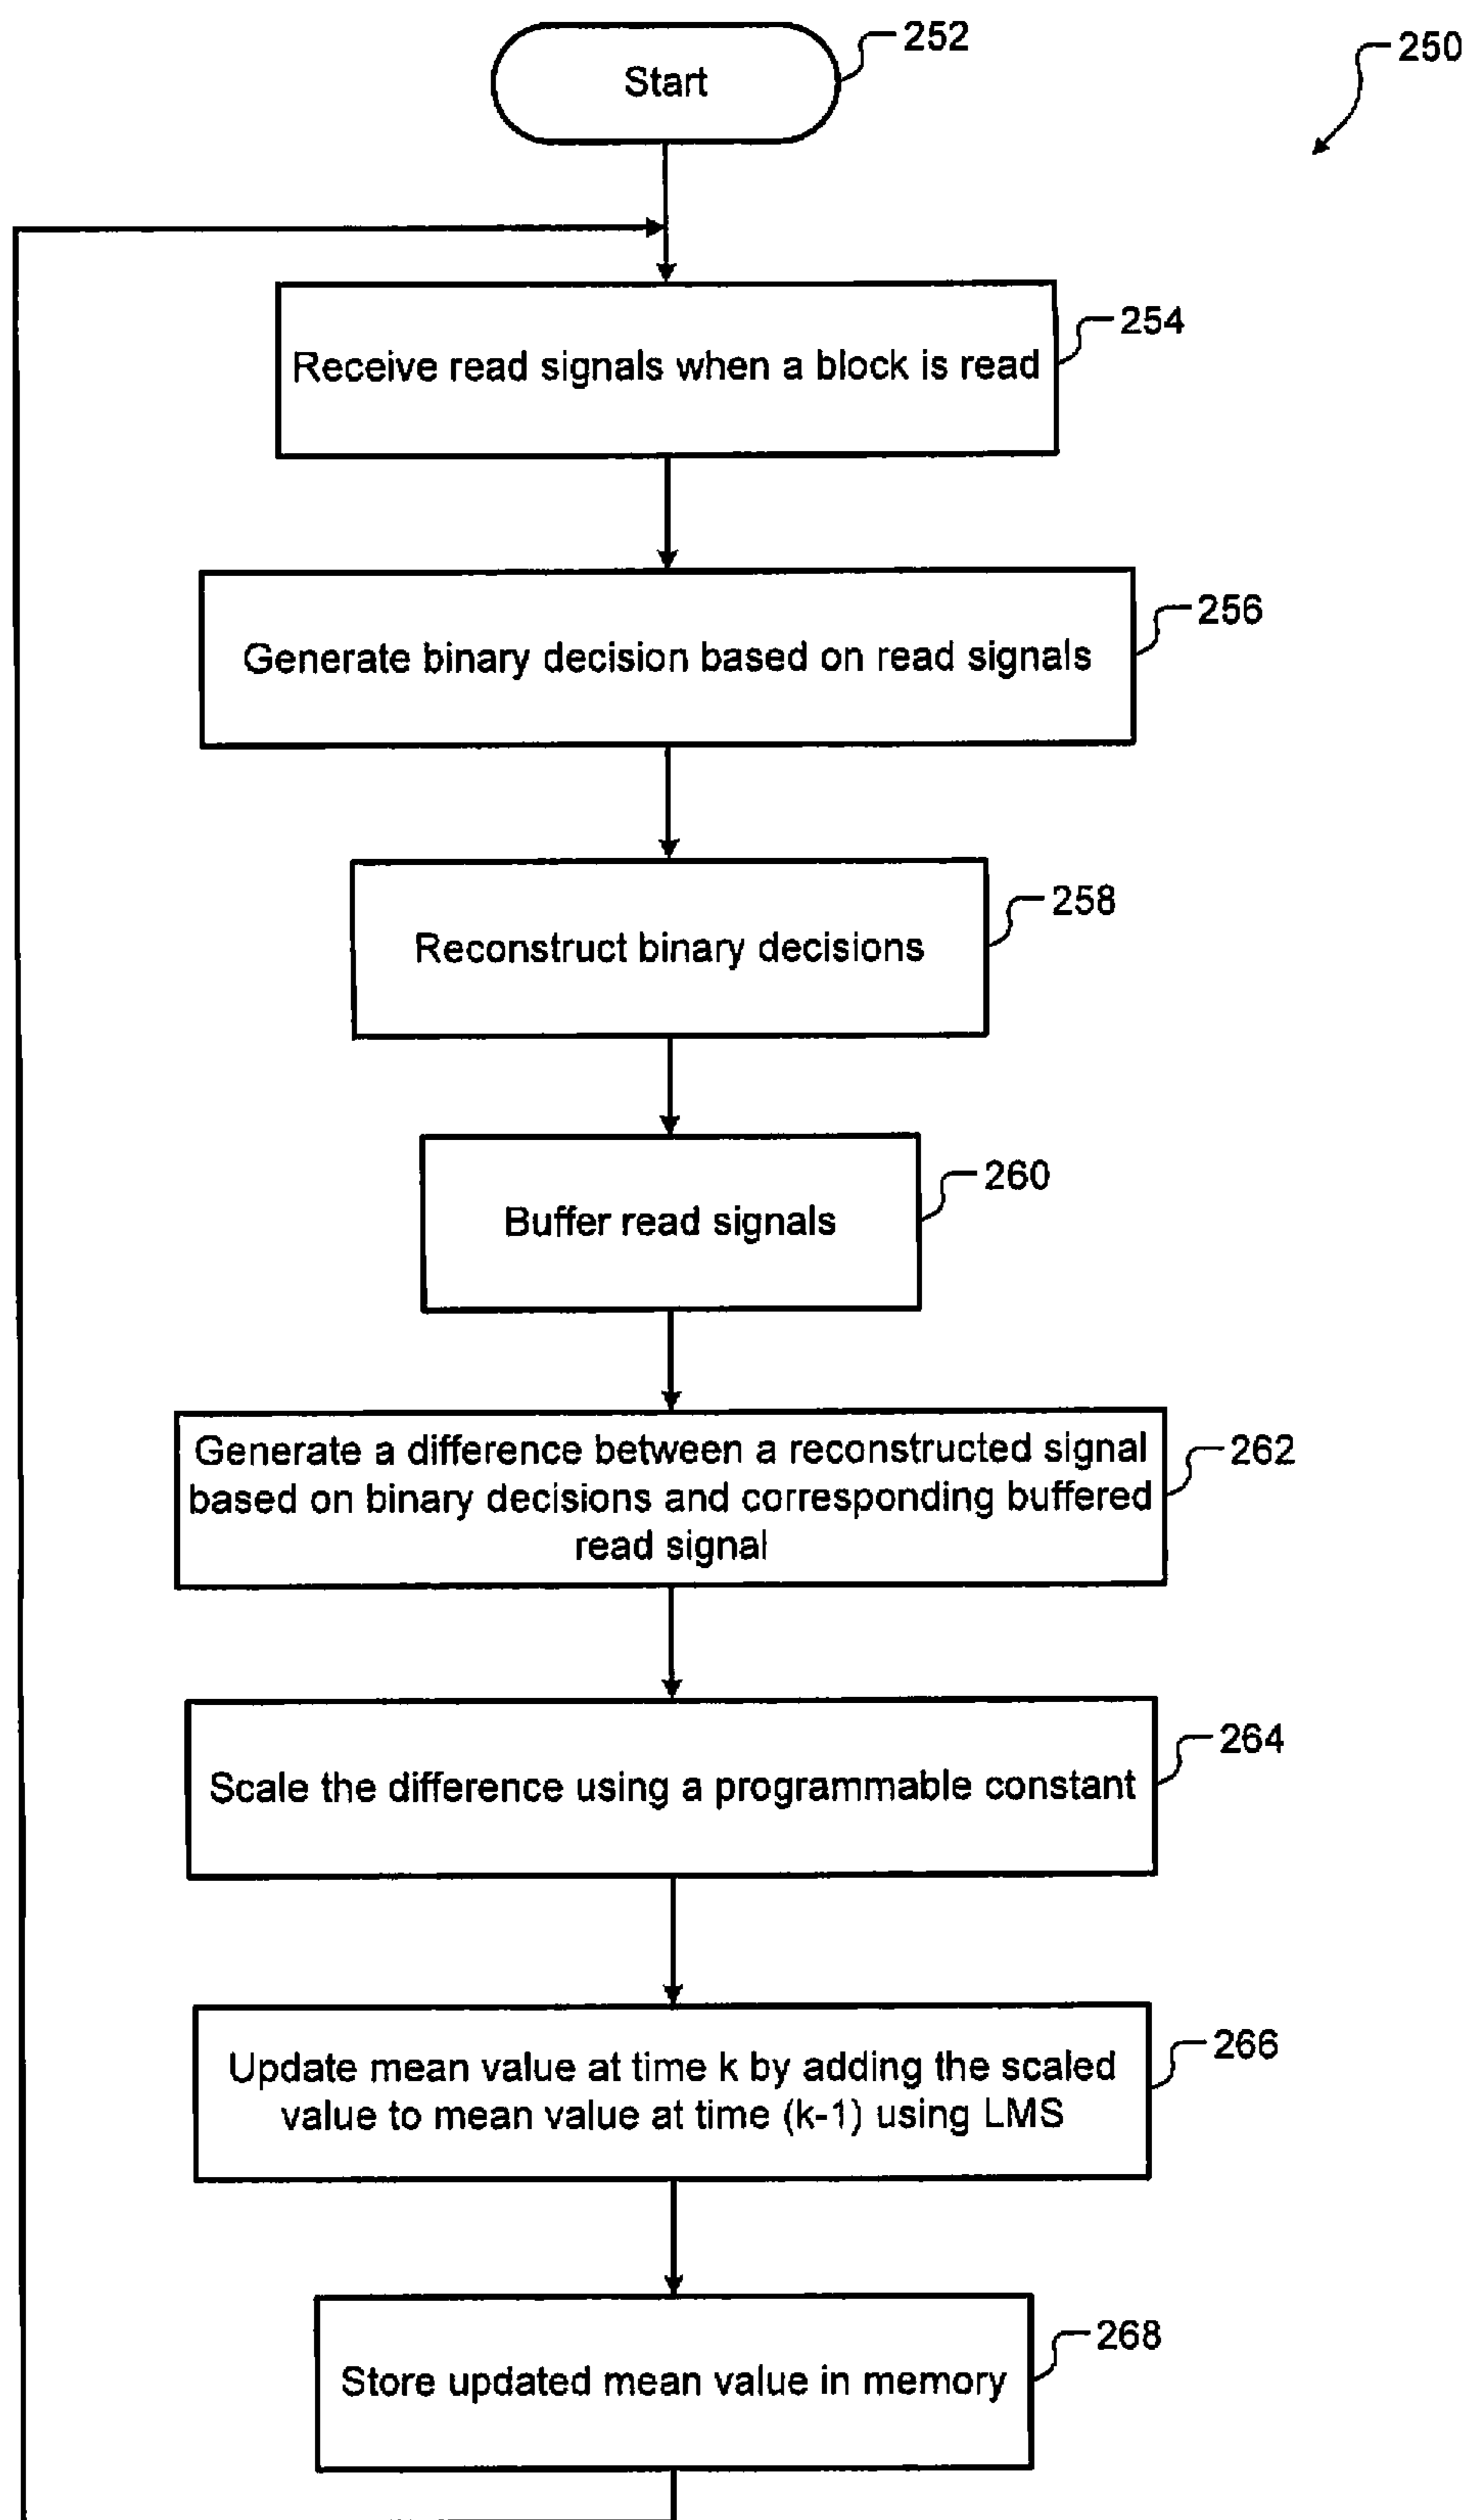 252
250
Start
254
Receive read signals when a block is read
256
Generate binary decision based on read signals
258
Reconstruct binary decisions
260
Buffer read signals
262
Generate a difference between a reconstructed signal
based on binary decisions and corresponding buffered
read signal
264
Scale the difference using a programmable constant
266
Update mean value at time k by adding the scaled
value to mean value at time (k-1) using LMS
268
Store updated mean value in memory